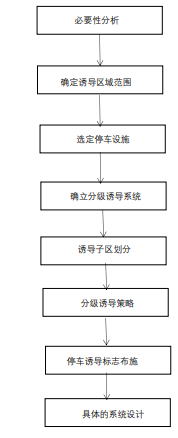 必要性分析
确定诱导区域范围
选定停车设施
确立分级诱导系统
诱导子区划分
分级诱导策略
停车诱导标志布施
具体的系统设计